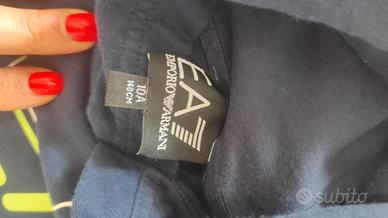 EA7
EMPORIO ARMANI
10A
140CM
subito